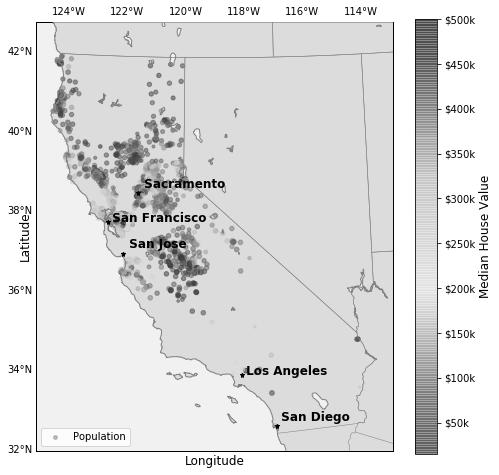 124°W 122°W 120°W 118°W 116°W 114°W
42°N
40°N
38°N
36°N
34°N
32°N
Latitude
Longitude
Sacramento
San Francisco
San Jose
Los Angeles
San Diego
Population
$500k
$450k
$400k
$350k
$300k
$250k
$200k
$150k
$100k
$50k
Median House Value